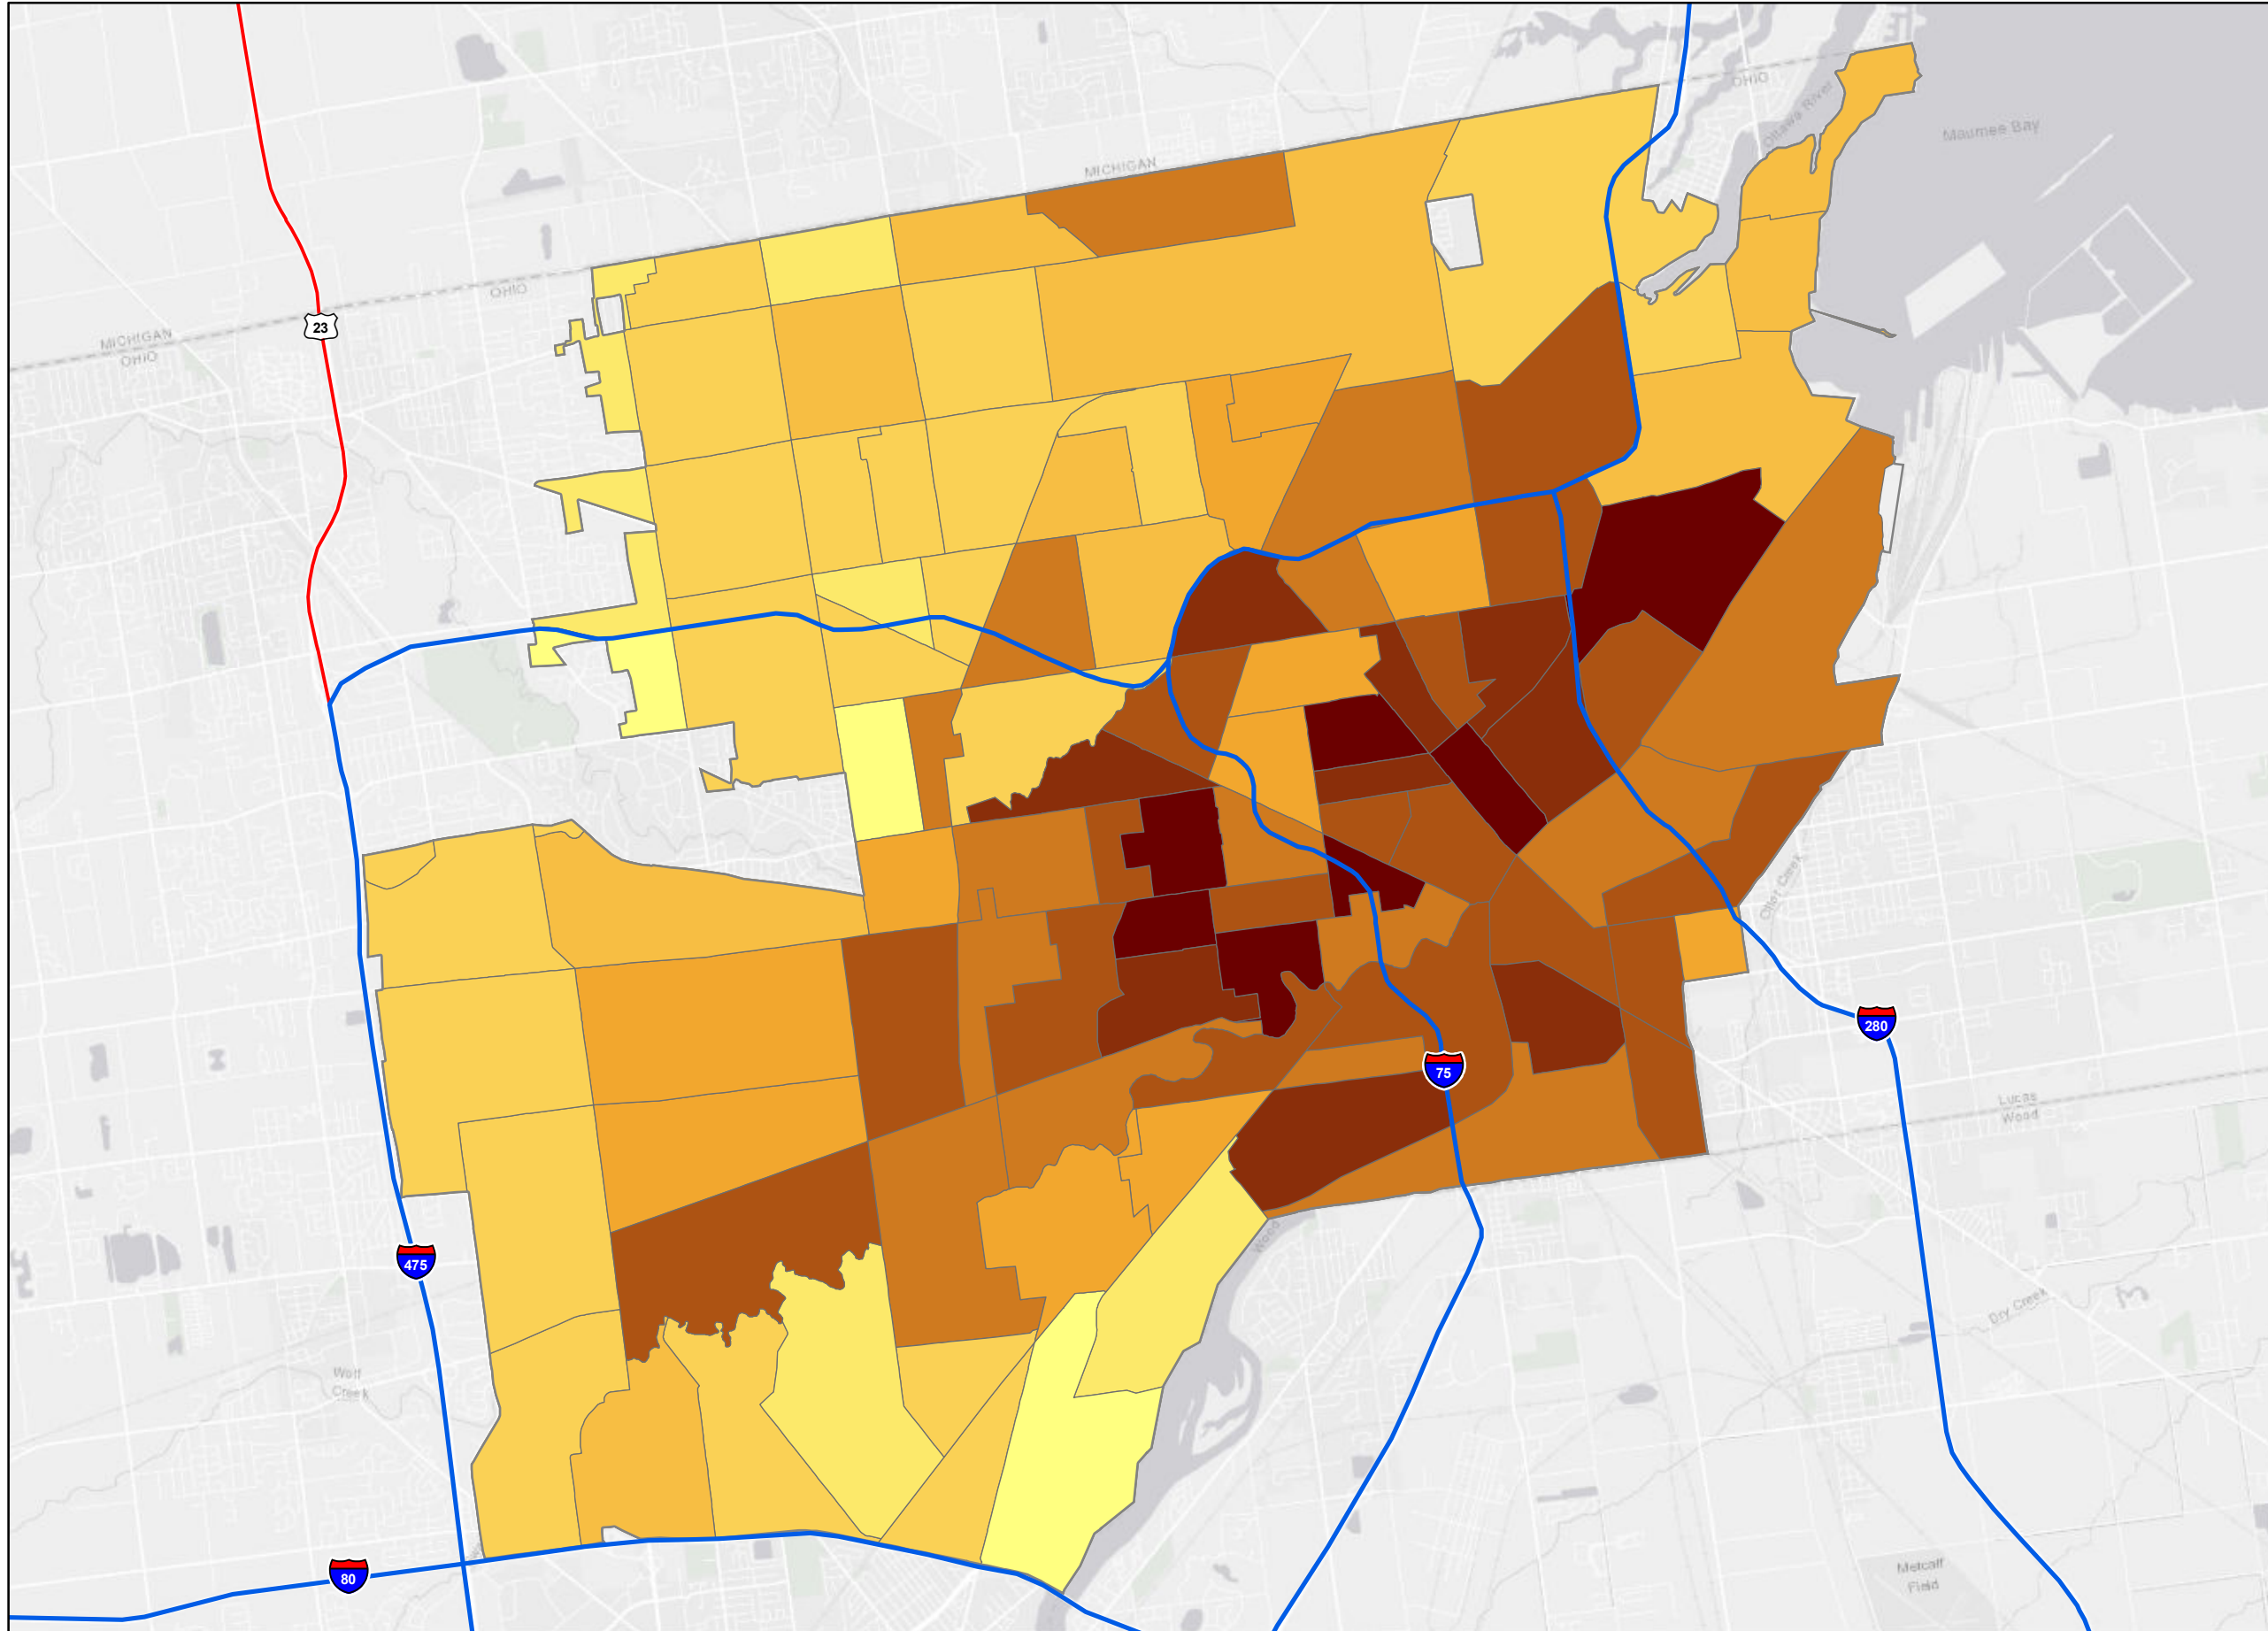 OHIO
Ottawa River
Maumee Bay
MICHIGAN
OHIO
23
MICHIGAN
OHIO
Otter Creek
280
75
Lucas
Wood
Wood
475
Dry Creek
Wolf
Creek
80
Metcalf
Field